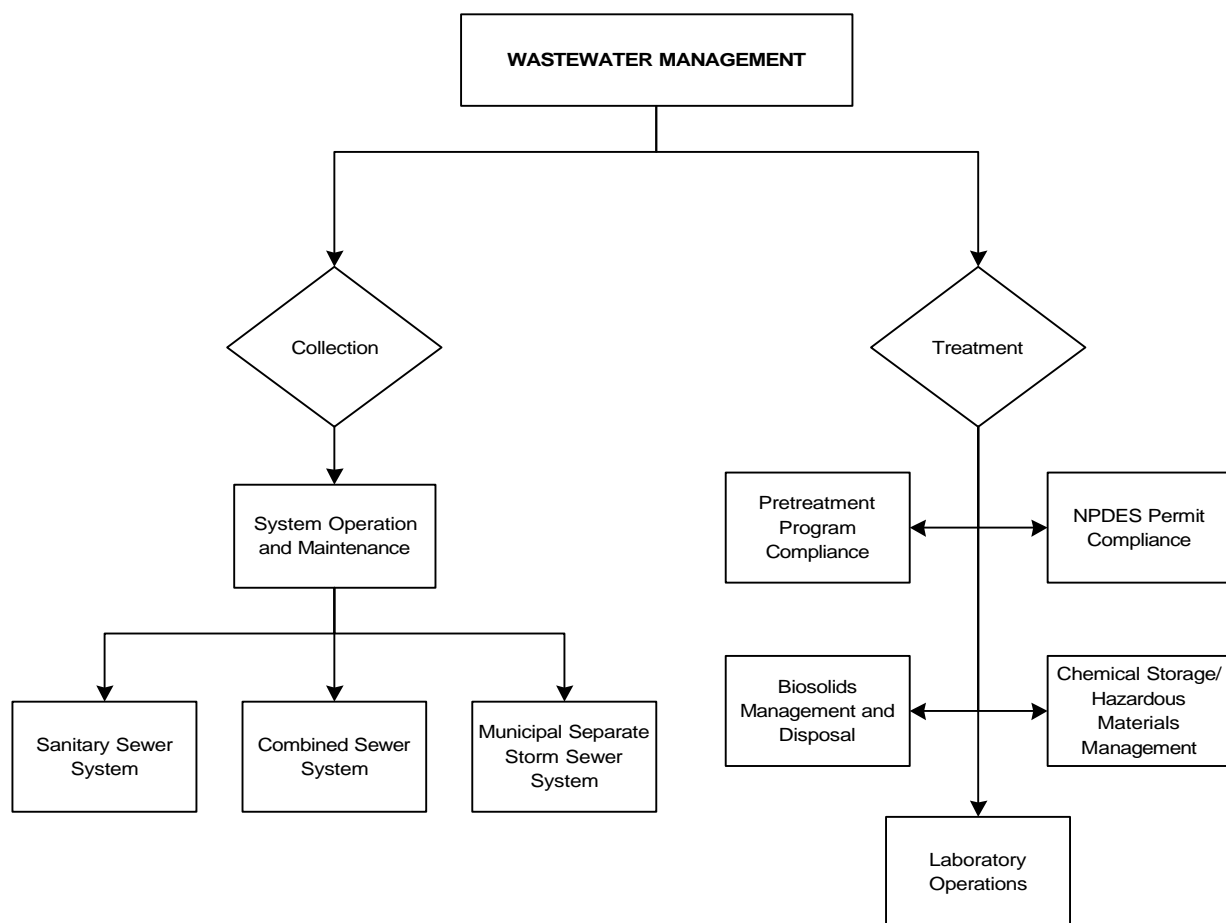 WASTEWATER MANAGEMENT
Collection
Treatment
System Operation
and Maintenance
Pretreatment
Program
Compliance
NPDES Permit
Compliance
Sanitary Sewer
System
Combined Sewer
System
Municipal Separate
Storm Sewer
System
Biosolids
Management and
Disposal
Chemical Storage/
Hazardous
Materials
Management
Laboratory
Operations